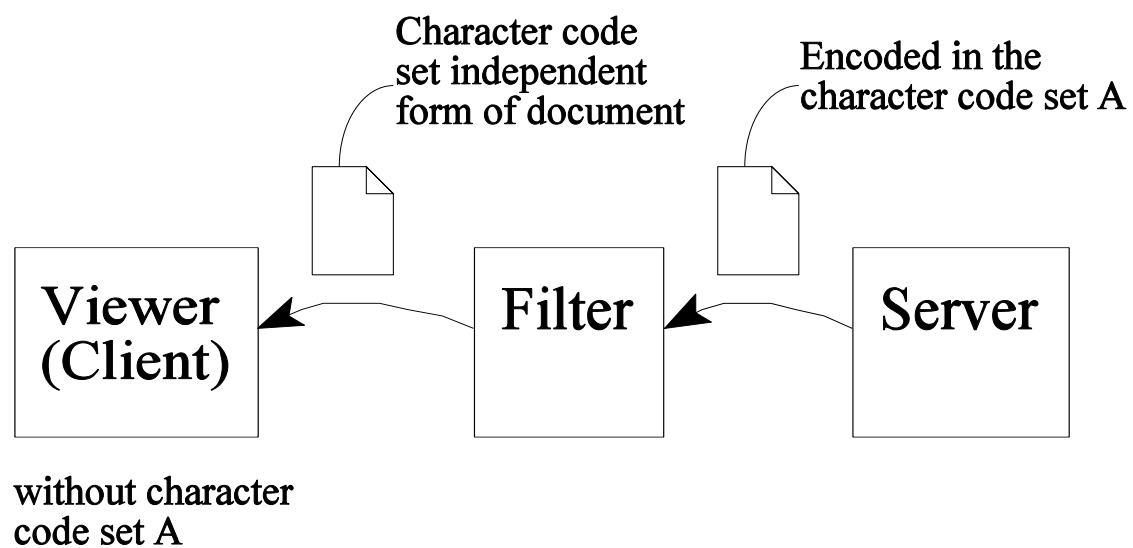 Character code
set independent
form of document
Encoded in the
character code set A
Viewer
(Client)
Filter
Server
without character
code set A